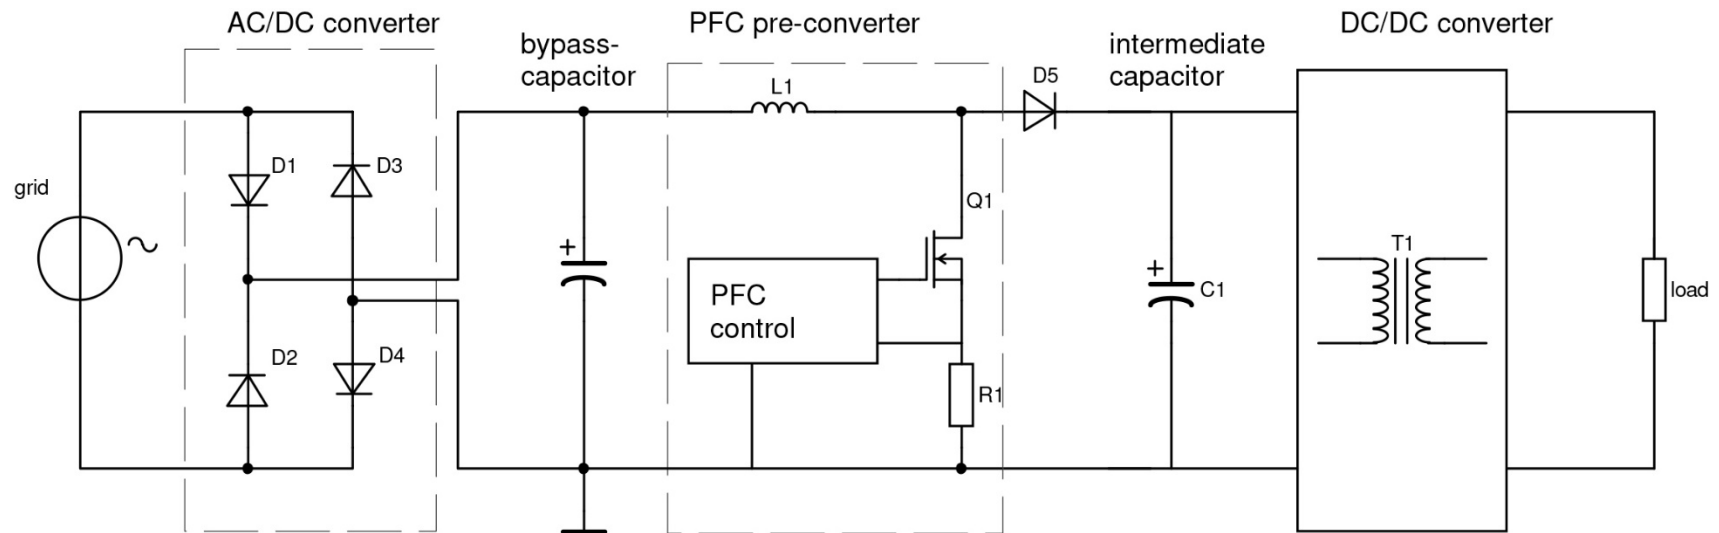 AC/DC converter
PFC pre-converter
DC/DC converter
bypass-
capacitor
intermediate
capacitor
D5
L1
D1
D3
grid
Q1
T1
+
+
PFC
control
C1
load
D2
D4
R1